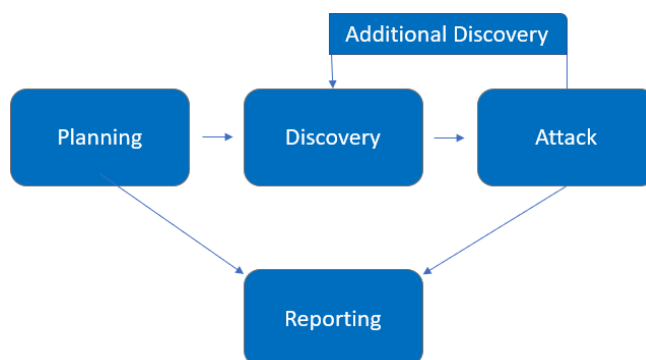 Additional Discovery
Planning
Discovery
Attack
Reporting